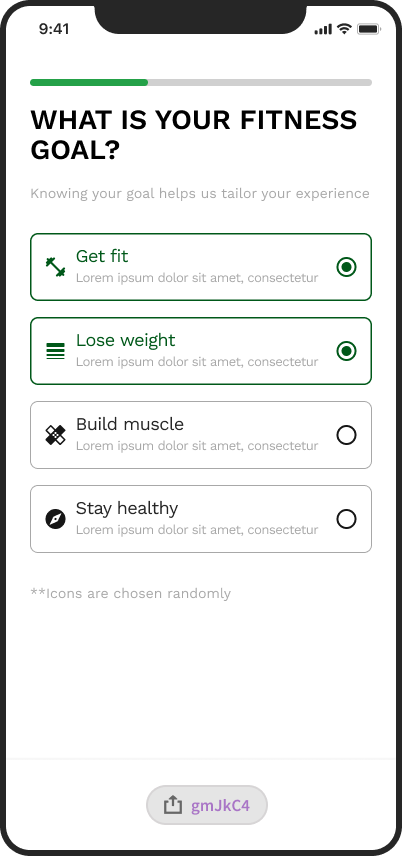 9:41
WHAT IS YOUR FITNESS
GOAL?
Knowing your goal helps us tailor your experience
Get fit
Lorem ipsum dolor sit amet, consectetur
Lose weight
Lorem ipsum dolor sit amet, consectetur
Build muscle
Lorem ipsum dolor sit amet, consectetur
Stay healthy
Lorem ipsum dolor sit amet, consectetur
**Icons are chosen randomly
gmJkC4